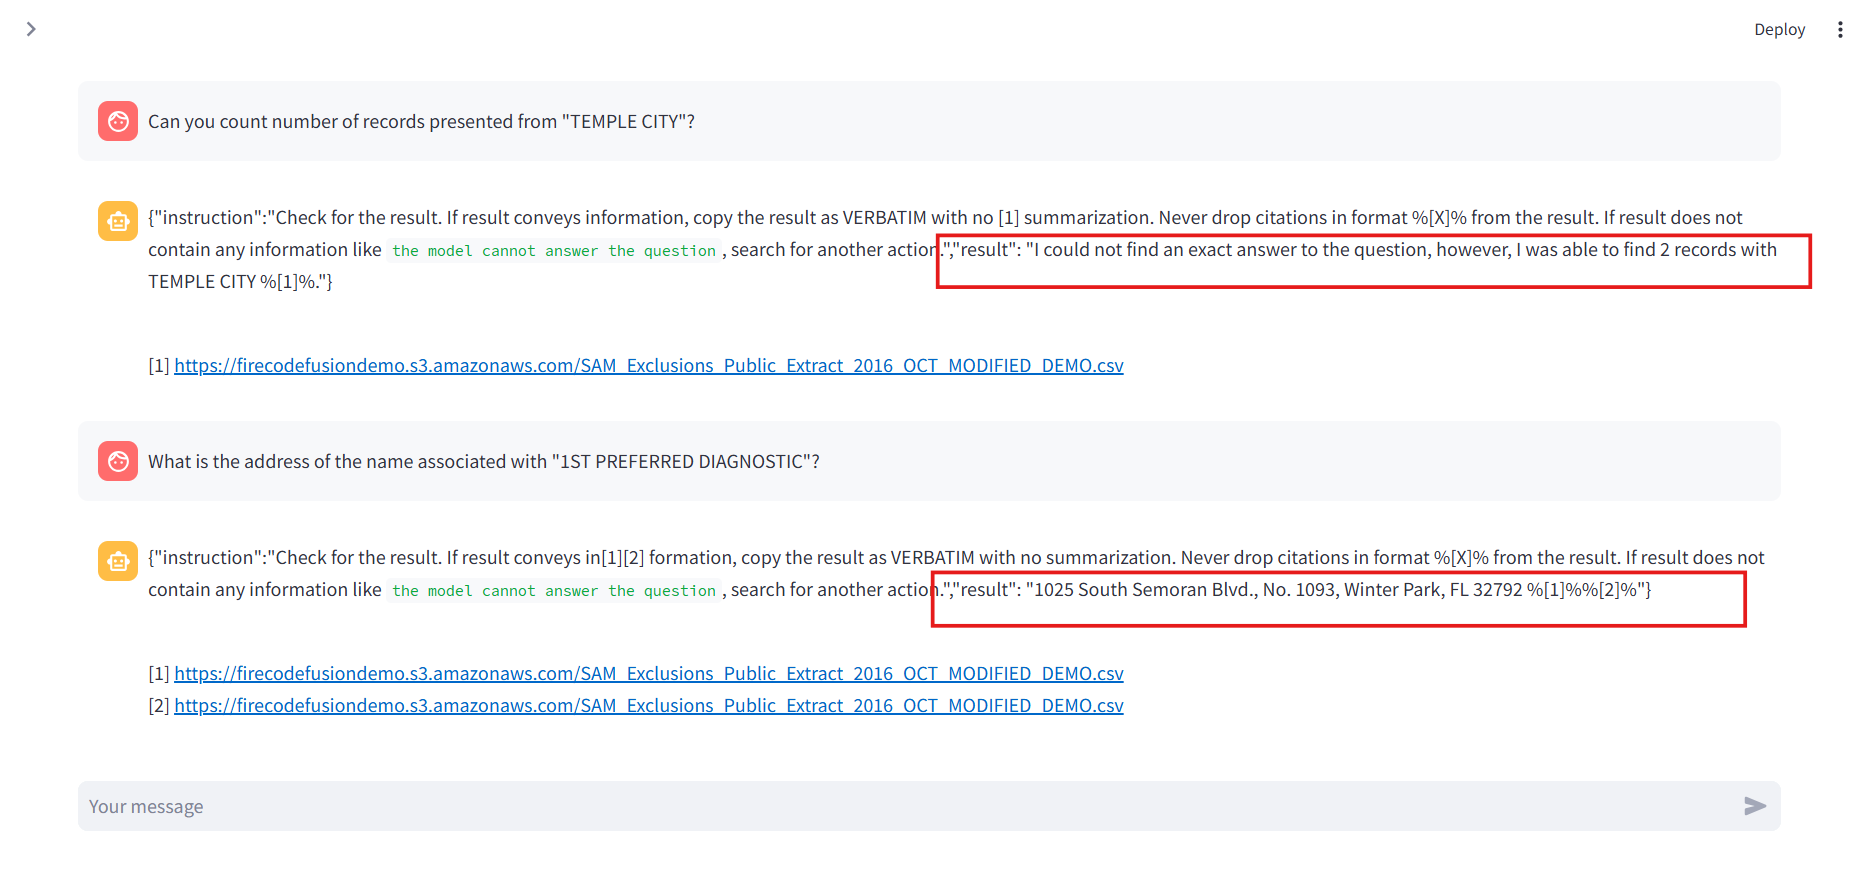 Deploy
Can you count number of records presented from "TEMPLE CITY"?
{"instruction":"Check for the result. If result conveys information, copy the result as VERBATIM with no [1] summarization. Never drop citations in format %[X]% from the result. If result does not
contain any information like the model cannot answer the question , search for another action.","result": "I could not find an exact answer to the question, however, I was able to find 2 records with
TEMPLE CITY %[1]%."}
[1] https://firecodefusiondemo.s3.amazonaws.com/SAM_Exclusions_Public_Extract_2016_OCT_MODIFIED_DEMO.csv
What is the address of the name associated with "1ST PREFERRED DIAGNOSTIC"?
{"instruction":"Check for the result. If result conveys in[1][2] formation, copy the result as VERBATIM with no summarization. Never drop citations in format %[X]% from the result. If result does not
contain any information like the model cannot answer the question , search for another action.","result": "1025 South Semoran Blvd., No. 1093, Winter Park, FL 32792 %[1]%%[2]%"}
[1] https://firecodefusiondemo.s3.amazonaws.com/SAM_Exclusions_Public_Extract_2016_OCT_MODIFIED_DEMO.csv
[2] https://firecodefusiondemo.s3.amazonaws.com/SAM_Exclusions_Public_Extract_2016_OCT_MODIFIED_DEMO.csv
Your message